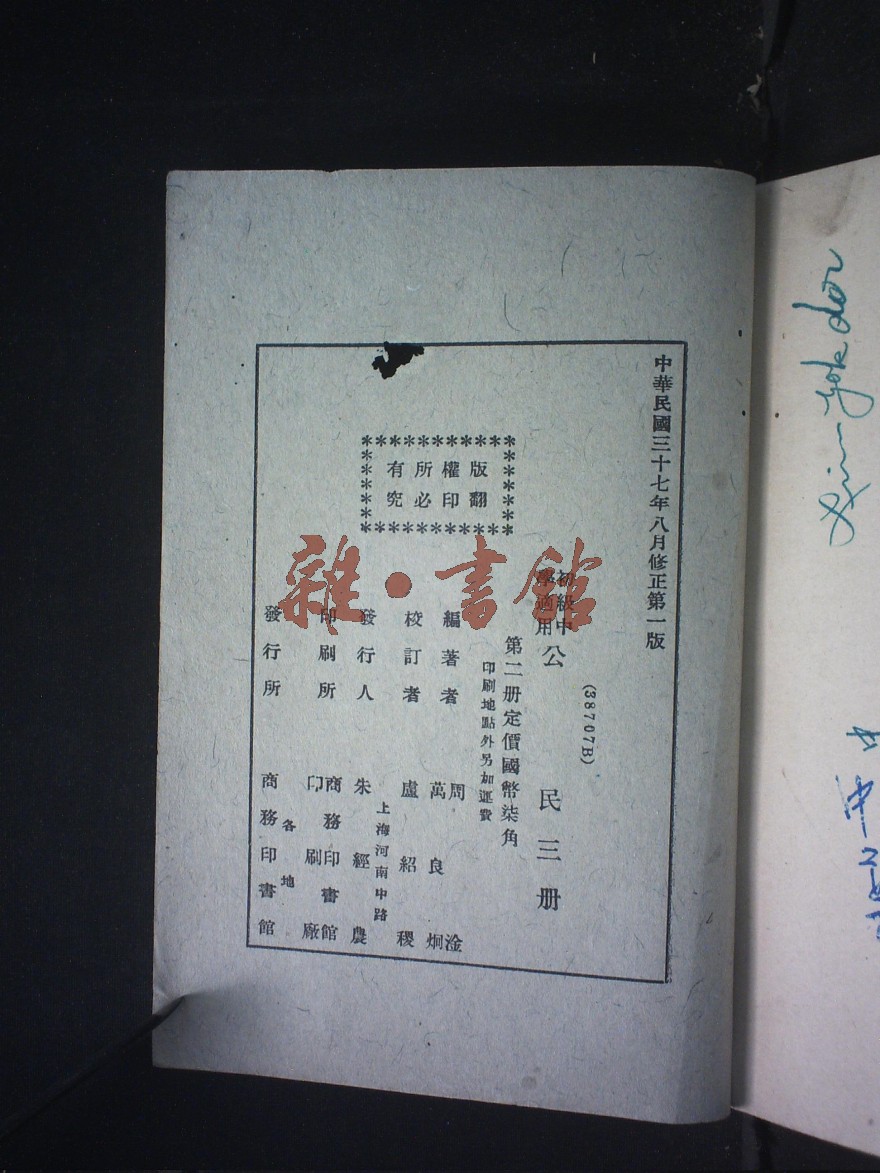 中華民國三十七年八月修正第一版
(38707B)
初級中
學適用
公民三册
第二册定價國幣柒角
印刷地點外另加運費
版權所有
翻印必究
編著者
周淦
萬良炯
校訂者 盧紹稷
發行人 朱經農
上海河南中路
印刷所
商務印書館
印刷廠
發行所
各地
商務印書館
雜·書館